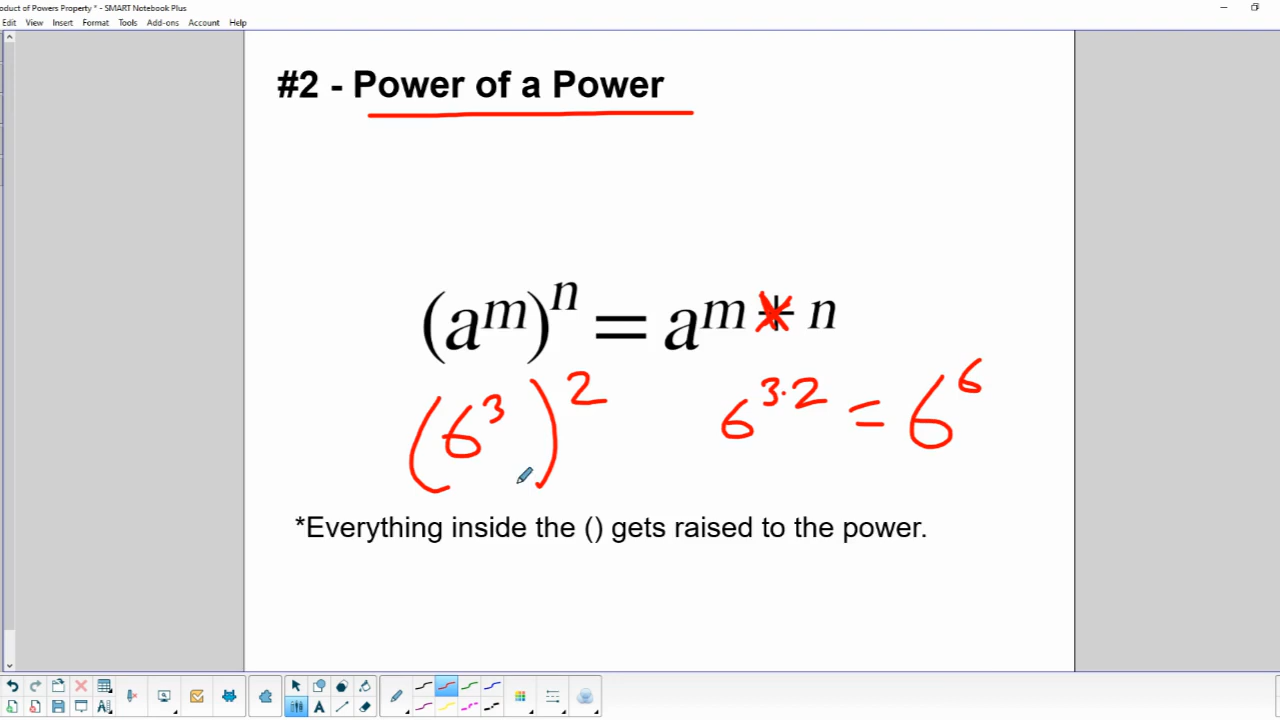 oduct of Powers Property * - SMART Notebook Plus
Edit View Insert Format Tools Add-ons Account Help
#2 - Power of a Power
(a^m)^n = a^m * n
(6^3)^2 6^3·2 = 6^6
*Everything inside the () gets raised to the power.